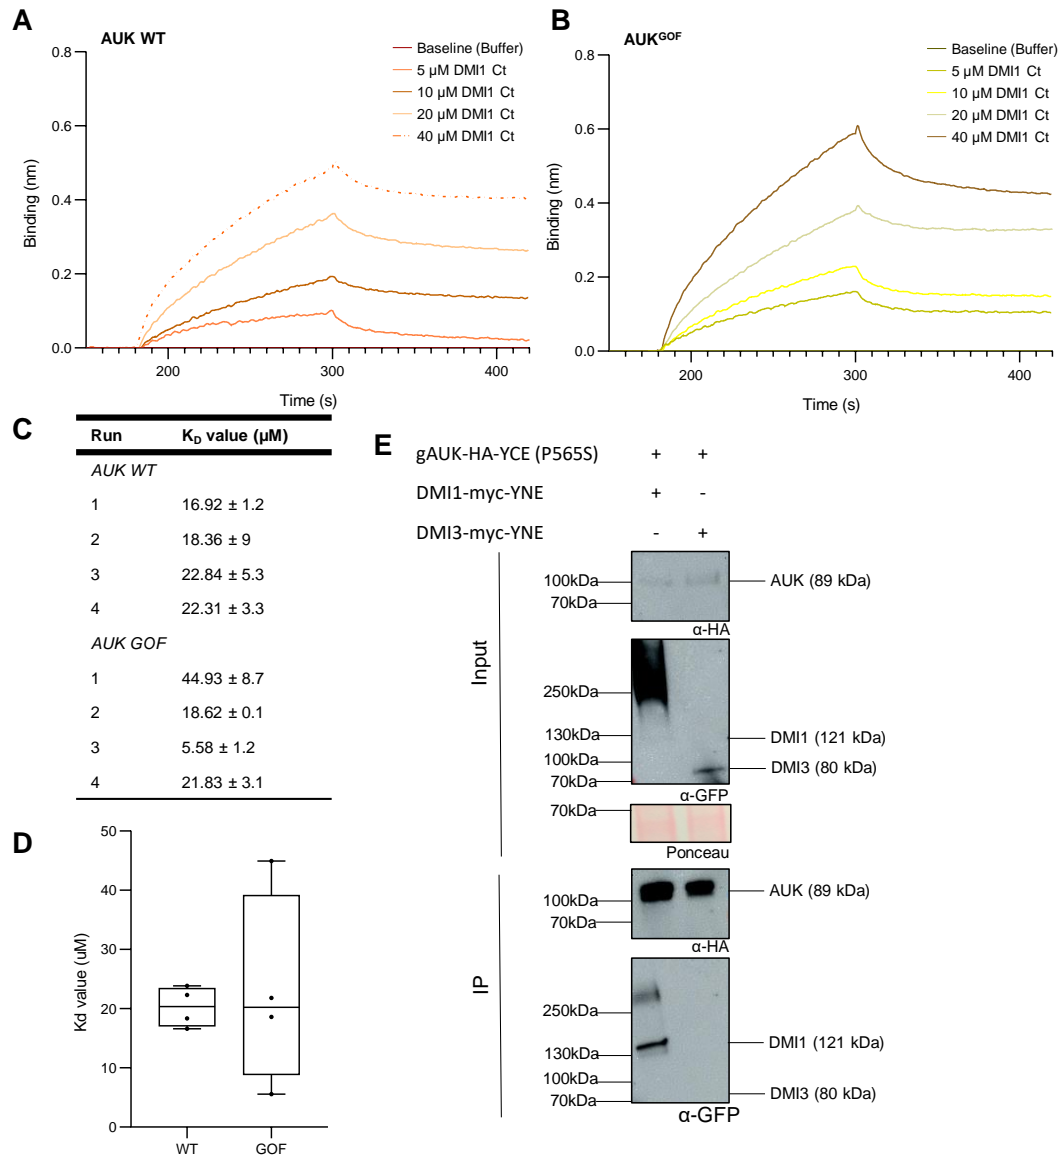 A
AUK WT
Baseline (Buffer)
5 µM DMI1 Ct
10 µM DMI1 Ct
20 µM DMI1 Ct
40 µM DMI1 Ct
Binding (nm)
0.8
0.6
0.4
0.2
0.0
200
300
400
Time (s)
B
AUKGOF
Baseline (Buffer)
5 µM DMI1 Ct
10 µM DMI1 Ct
20 µM DMI1 Ct
40 µM DMI1 Ct
Binding (nm)
0.8
0.6
0.4
0.2
0.0
200
300
400
Time (s)
C
Run KD value (µM)
AUK WT
1 16.92 ± 1.2
2 18.36 ± 9
3 22.84 ± 5.3
4 22.31 ± 3.3
AUK GOF
1 44.93 ± 8.7
2 18.62 ± 0.1
3 5.58 ± 1.2
4 21.83 ± 3.1
D
Kd value (uM)
50
40
30
20
10
0
WT
GOF
E
gAUK-HA-YCE (P565S) + +
DMI1-myc-YNE + -
DMI3-myc-YNE - +
Input
100kDa
70kDa
AUK (89 kDa)
α-HA
250kDa
130kDa
100kDa
70kDa
DMI1 (121 kDa)
DMI3 (80 kDa)
α-GFP
70kDa
Ponceau
IP
100kDa
70kDa
AUK (89 kDa)
α-HA
250kDa
130kDa
100kDa
70kDa
DMI1 (121 kDa)
DMI3 (80 kDa)
α-GFP